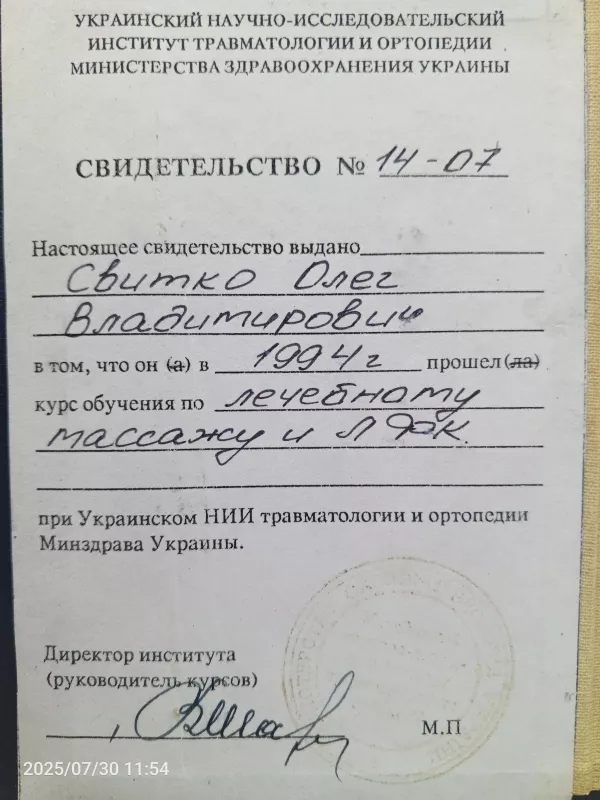 УКРАИНСКИЙ НАУЧНО-ИССЛЕДОВАТЕЛЬСКИЙ
ИНСТИТУТ ТРАВМАТОЛОГИИ И ОРТОПЕДИИ
МИНИСТЕРСТВА ЗДРАВООХРАНЕНИЯ УКРАИНЫ
СВИДЕТЕЛЬСТВО № 14-07
Настоящее свидетельство выдано
Свитко Олег
Владимирович
в том, что он (а) в 1994г прошел (ла)
курс обучения по лечебному
массажу и ЛФК.
при Украинском НИИ травматологии и ортопедии
Минздрава Украины.
Директор института
(руководитель курсов)
М.П
2025/07/30 11:54